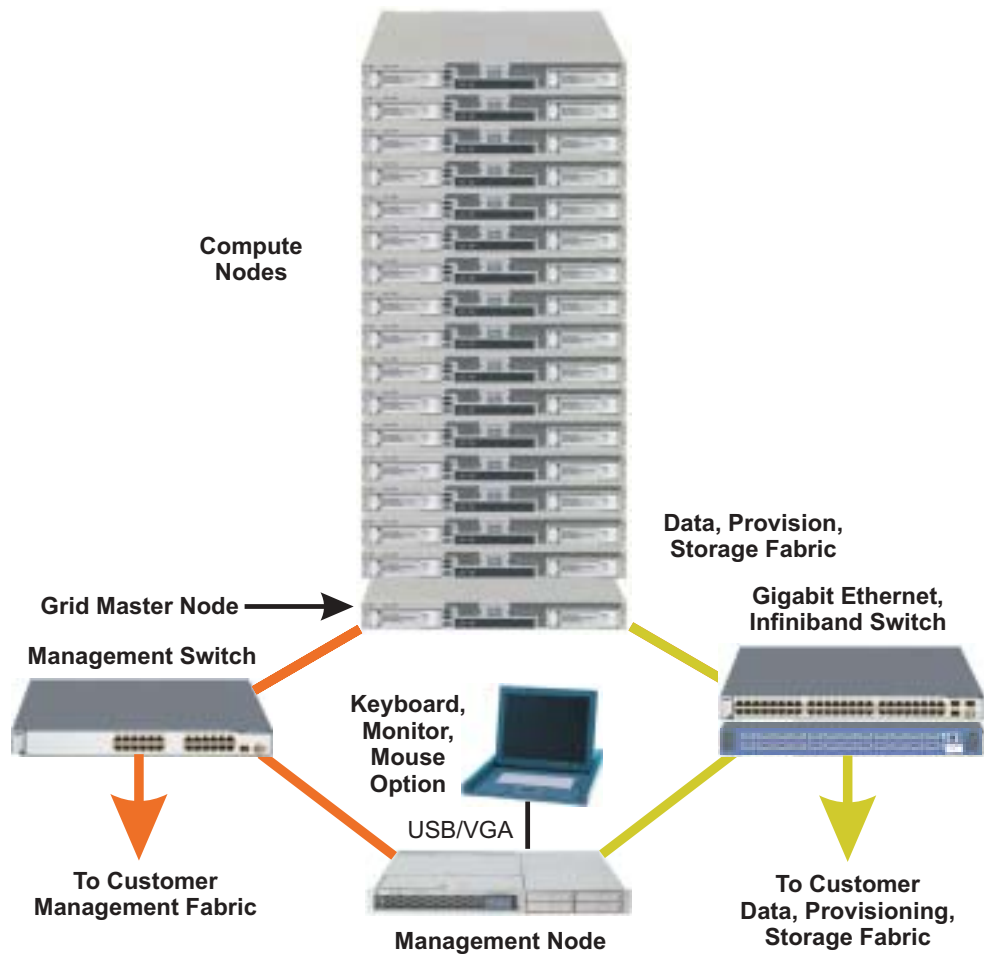 Compute
Nodes
Data, Provision,
Storage Fabric
Grid Master Node
Gigabit Ethernet,
Infiniband Switch
Management Switch
Keyboard,
Monitor,
Mouse
Option
USB/VGA
To Customer
Management Fabric
To Customer
Data, Provisioning,
Storage Fabric
Management Node